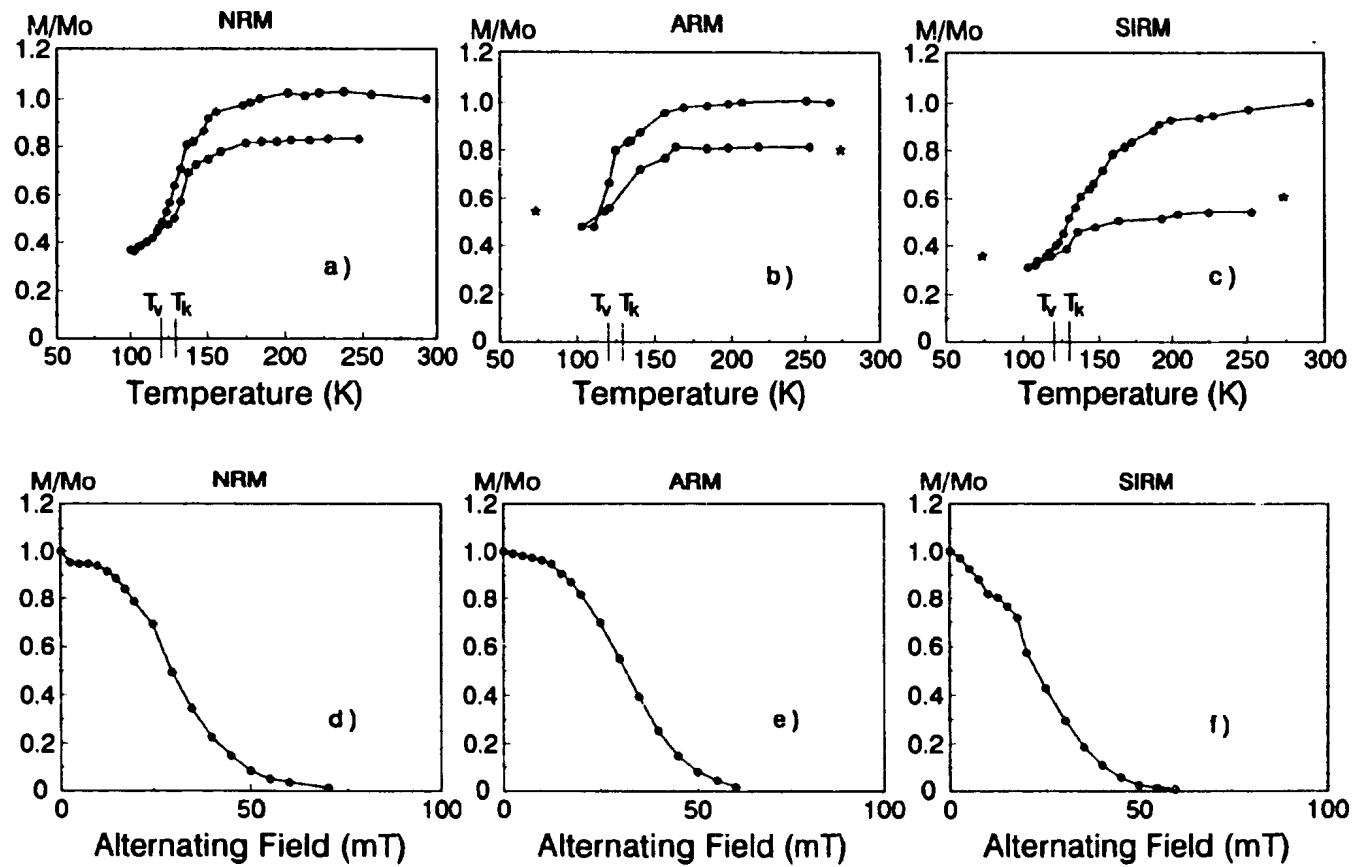 NRM
M/Mo
1.2
1.0
0.8
0.6
0.4
0.2
0
a)
Tv Tk
50 100 150 200 250 300
Temperature (K)
ARM
M/Mo
1.2
1.0
0.8
0.6
0.4
0.2
0
b)
Tv Tk
50 100 150 200 250 300
Temperature (K)
SIRM
M/Mo
1.2
1.0
0.8
0.6
0.4
0.2
0
c)
Tv Tk
50 100 150 200 250 300
Temperature (K)
NRM
M/Mo
1.2
1.0
0.8
0.6
0.4
0.2
0
d)
0 50 100
Alternating Field (mT)
ARM
M/Mo
1.2
1.0
0.8
0.6
0.4
0.2
0
e)
0 50 100
Alternating Field (mT)
SIRM
M/Mo
1.2
1.0
0.8
0.6
0.4
0.2
0
f)
0 50 100
Alternating Field (mT)